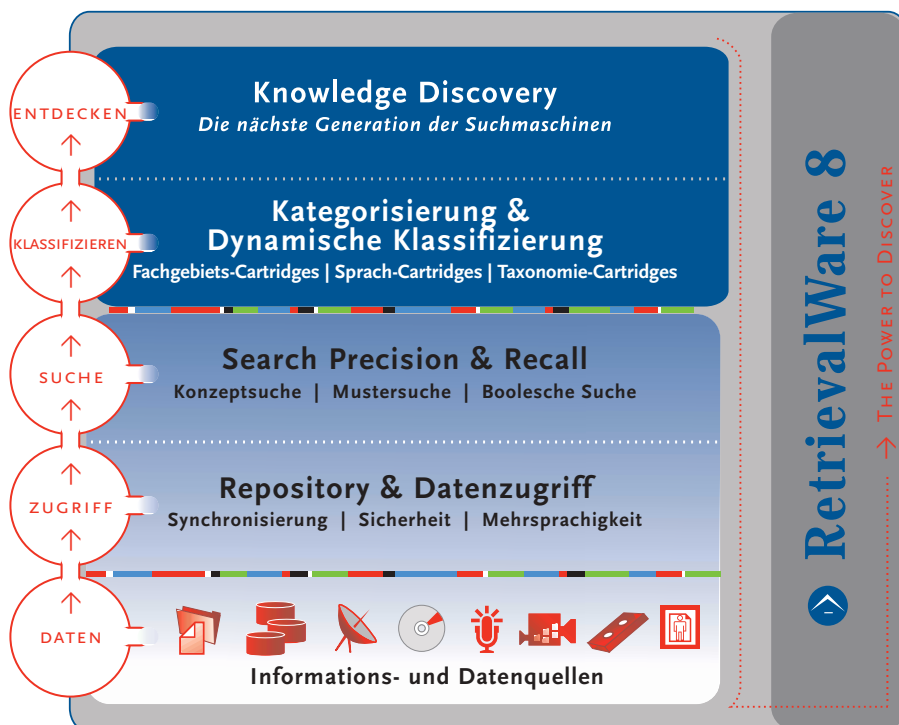 ENTDECKEN
Knowledge Discovery
Die nächste Generation der Suchmaschinen
KLASSIFIZIEREN
Kategorisierung &
Dynamische Klassifizierung
Fachgebiets-Cartridges | Sprach-Cartridges | Taxonomie-Cartridges
SUCHE
Search Precision & Recall
Konzeptsuche | Mustersuche | Boolesche Suche
ZUGRIFF
Repository & Datenzugriff
Synchronisierung | Sicherheit | Mehrsprachigkeit
DATEN
Informations- und Datenquellen
RetrievalWare 8
→ THE POWER TO DISCOVER